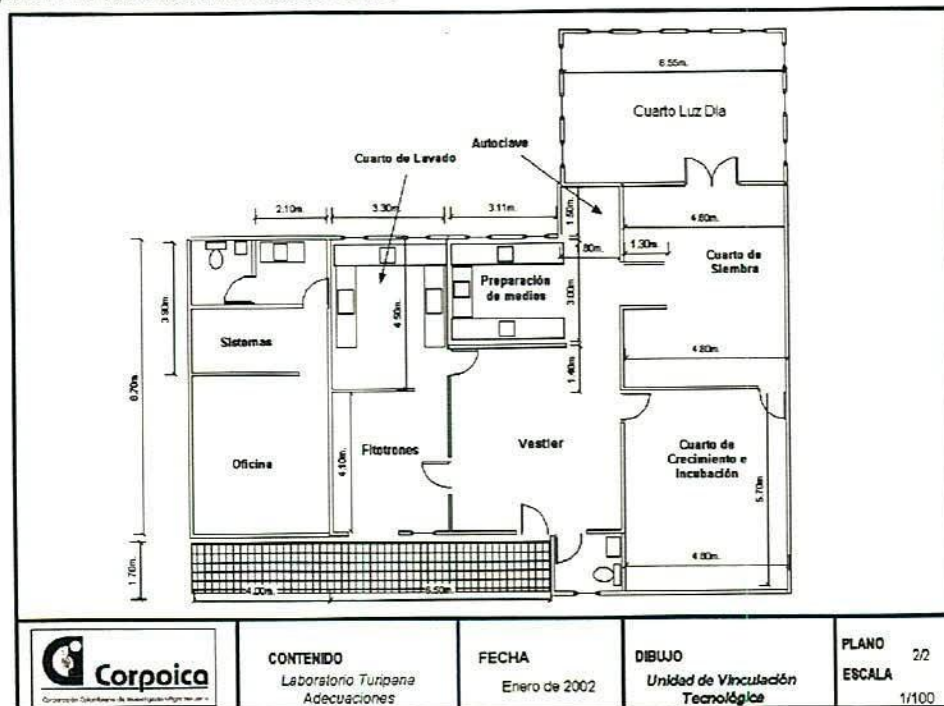 6.55m.
Cuarto Luz Dia
Autoclave
Cuarto de Lavado
2.10m.
3.30m.
3.11m.
1.50m.
4.80m.
1.80m.
1.30m.
Cuarto de
Siembra
Preparación
de medios
3.00m.
3.90m.
4.50m.
Sistemas
4.80m.
1.40m.
8.70m.
Oficina
Fitotrones
4.10m.
Vestier
Cuarto de
Crecimiento e
Incubación
5.70m.
4.80m.
1.70m.
4.00m.
6.50m.
Corpoica
CONTENIDO
Laboratorio Turipana
Adecuaciones
FECHA
Enero de 2002
DIBUJO
Unidad de Vinculación
Tecnológica
PLANO 2/2
ESCALA
1/100